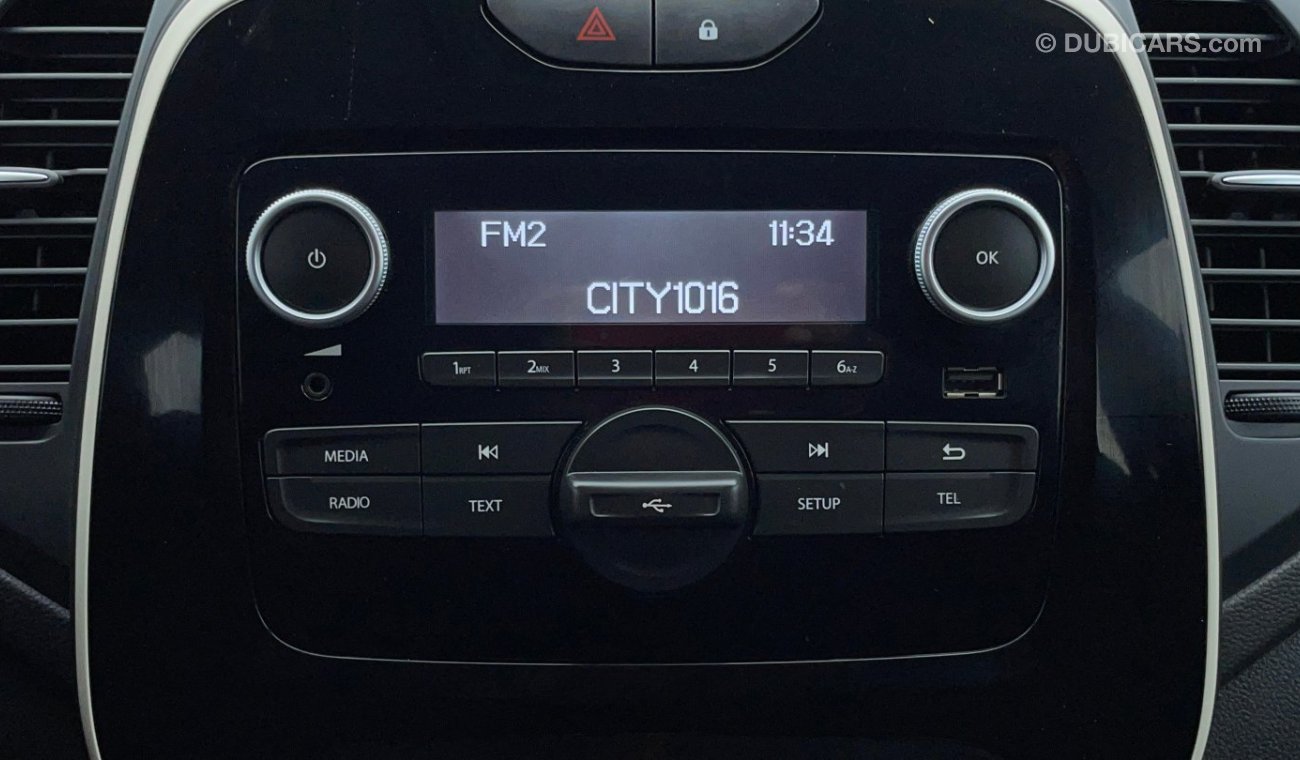 © DUBICARS.com
FM2 11:34
CITY1016
OK
1RPT 2MIX 3 4 5 6A-Z
MEDIA
RADIO TEXT SETUP TEL